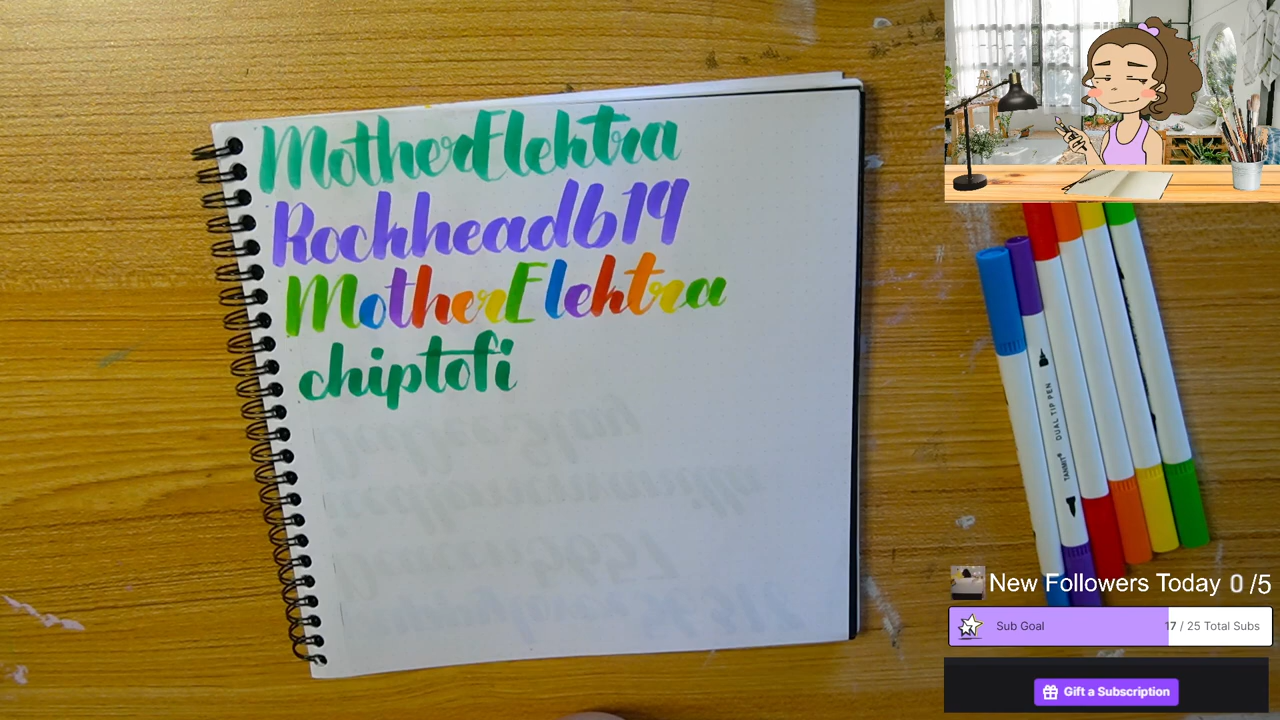 MotherElektra
Rockhead619
MotherElektra
chiptofi
DUAL TIP PEN
TANMIT
New Followers Today 0 /5
Sub Goal
17 / 25 Total Subs
Gift a Subscription